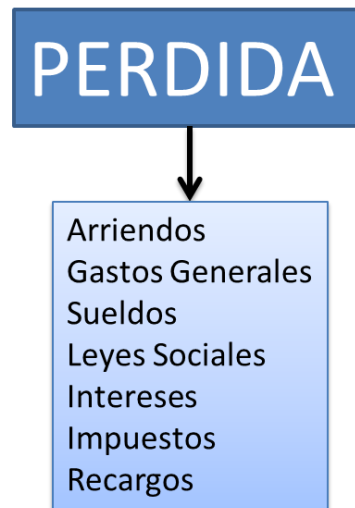 PERDIDA
Arriendos
Gastos Generales
Sueldos
Leyes Sociales
Intereses
Impuestos
Recargos